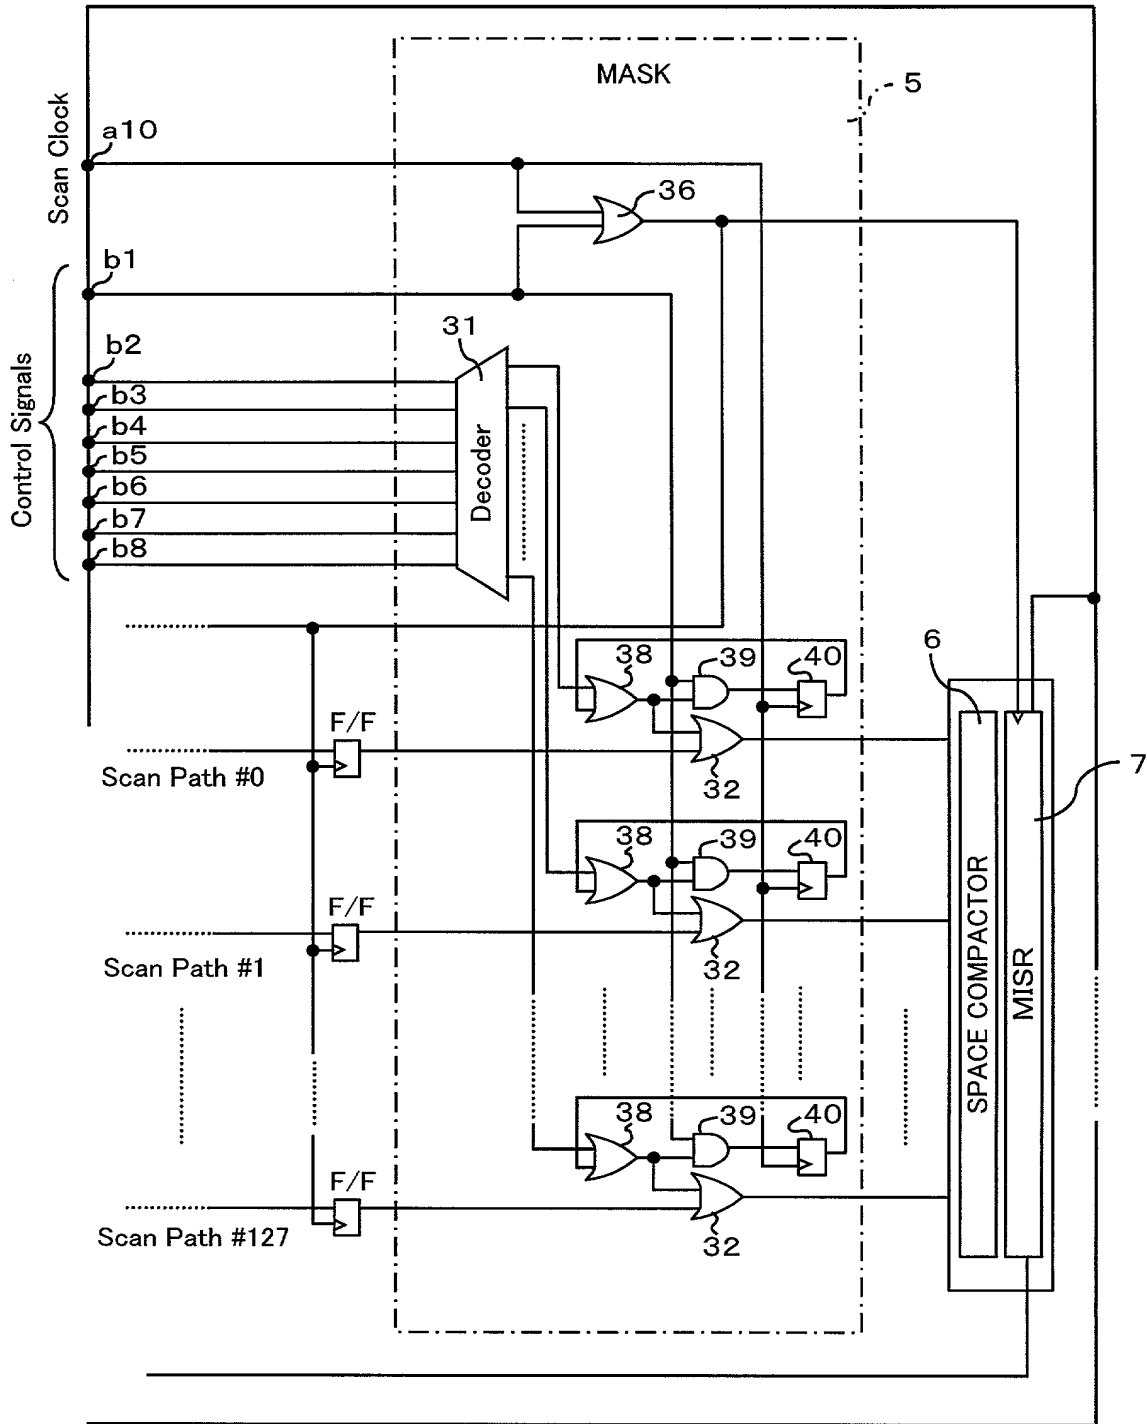 MASK
5
Scan Clock
a10
36
b1
Control Signals
31
b2
b3
b4
b5
b6
b7
b8
Decoder
38
39
40
6
F/F
Scan Path #0
32
7
38
39
40
F/F
Scan Path #1
32
SPACE COMPACTOR
MISR
38
39
40
F/F
Scan Path #127
32